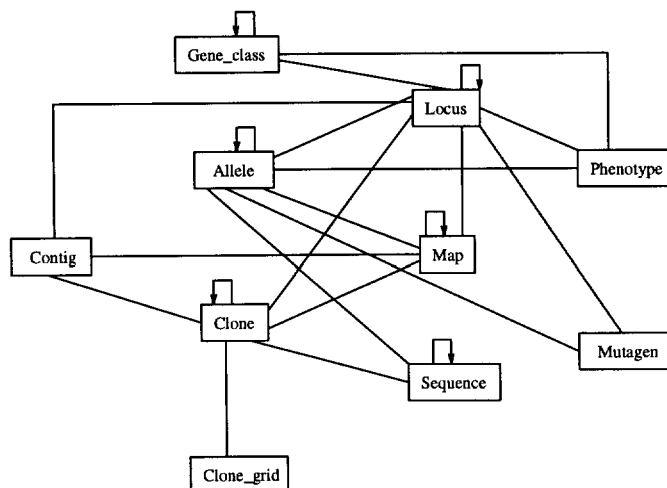 Gene_class
Locus
Allele
Phenotype
Contig
Map
Clone
Mutagen
Sequence
Clone_grid